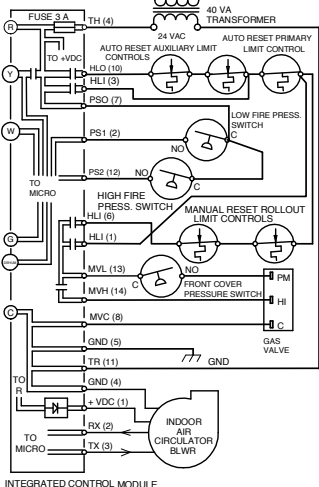 FUSE 3 A
TH (4)
40 VA
TRANSFORMER
24 VAC
R
TO +VDC
AUTO RESET AUXILIARY LIMIT
CONTROLS
AUTO RESET PRIMARY
LIMIT CONTROL
HLO (10)
Y
HLI (3)
PSO (7)
LOW FIRE PRESS.
SWITCH
W
PS1 (2)
C
NO
PS2 (12)
NO
C
TO
MICRO
HIGH FIRE
PRESS. SWITCH
HLI (6)
MANUAL RESET ROLLOUT
LIMIT CONTROLS
G
HLI (1)
MVL (13)
NO
C
FRONT COVER
PRESSURE SWITCH
PM
MVH (14)
HI
C
MVC (8)
C
GAS
VALVE
GND (5)
GND
TR (11)
TO
R
GND (4)
+ VDC (1)
RX (2)
TO
MICRO
TX (3)
INDOOR
AIR
CIRCULATOR
BLWR
INTEGRATED CONTROL MODULE